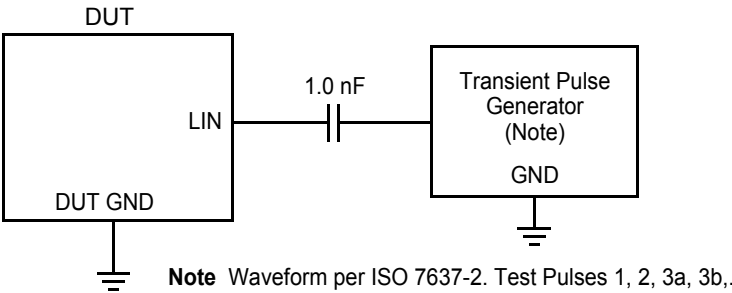 DUT
1.0 nF
LIN
Transient Pulse
Generator
(Note)
GND
DUT GND
Note Waveform per ISO 7637-2. Test Pulses 1, 2, 3a, 3b,.